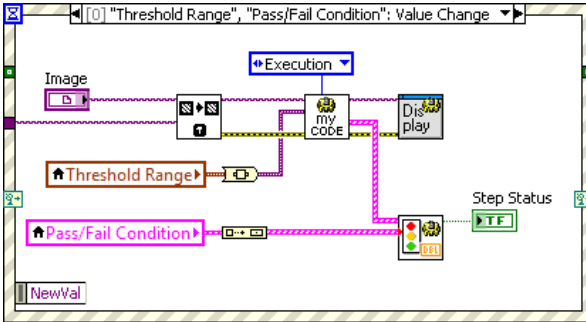 [0] "Threshold Range", "Pass/Fail Condition": Value Change
Execution
Image
my
CODE
Dis
play
Threshold Range
Step Status
TF
Pass/Fail Condition
DBL
NewVal